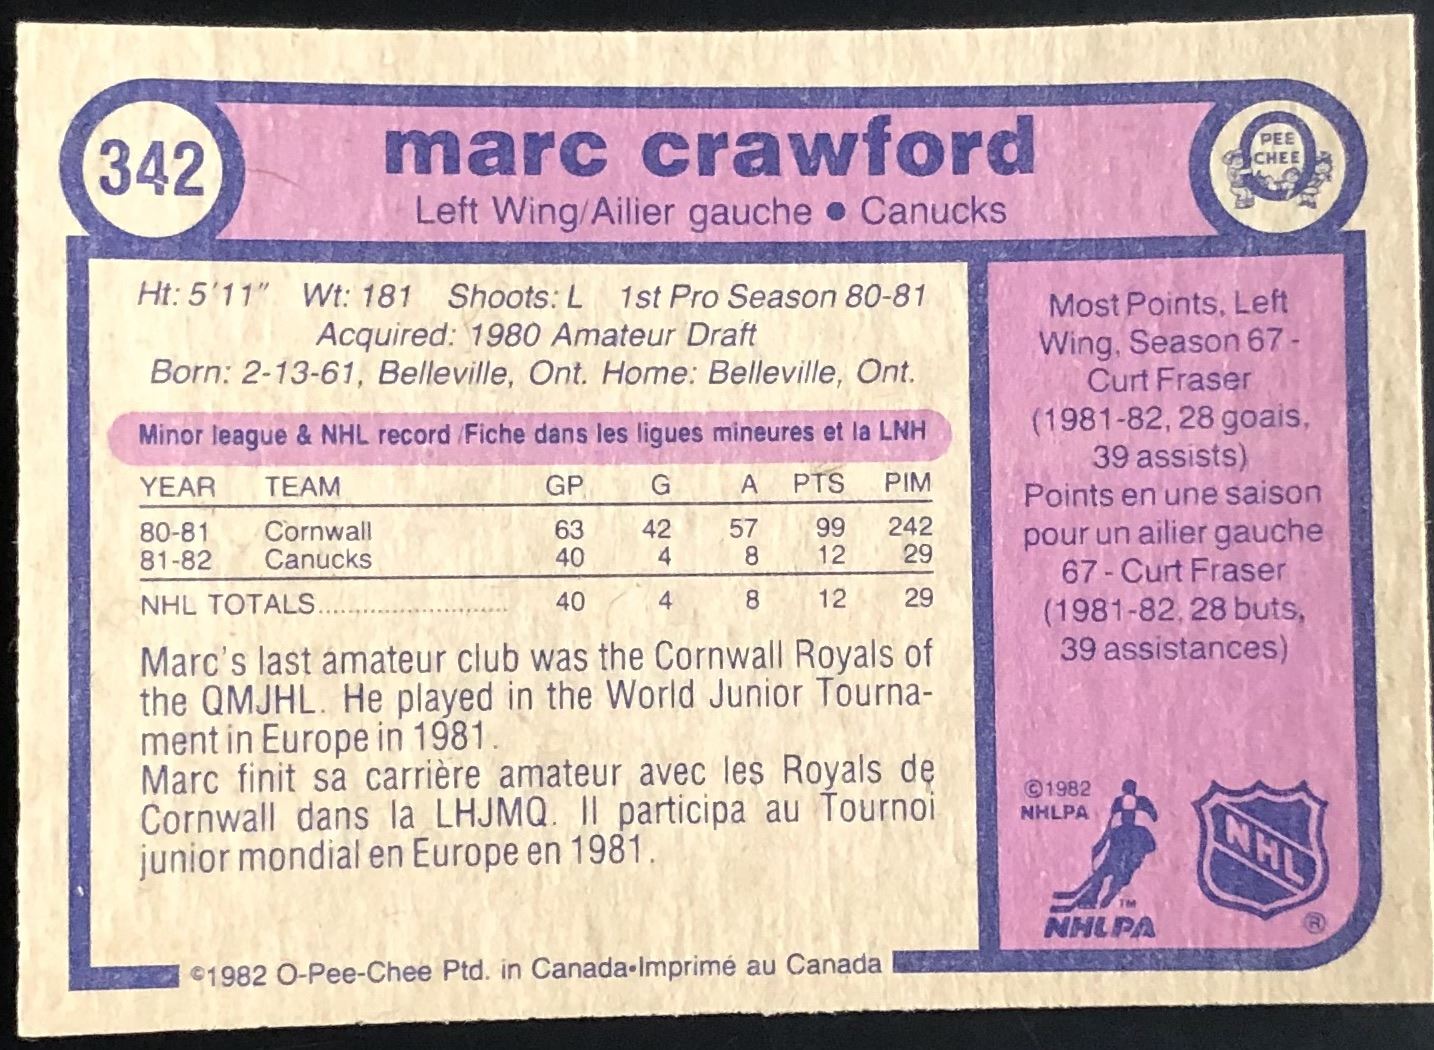 342
marc crawford
Left Wing/Ailier gauche • Canucks
PEE
CHEE
Ht: 5'11" Wt: 181 Shoots: L 1st Pro Season 80-81
Acquired: 1980 Amateur Draft
Born: 2-13-61, Belleville, Ont. Home: Belleville, Ont.
Minor league & NHL record/Fiche dans les ligues mineures et la LNH
YEAR TEAM GP G A PTS PIM
80-81 Cornwall 63 42 57 99 242
81-82 Canucks 40 4 8 12 29
NHL TOTALS.......................... 40 4 8 12 29
Marc's last amateur club was the Cornwall Royals of
the QMJHL. He played in the World Junior Tourna-
ment in Europe in 1981.
Marc finit sa carrière amateur avec les Royals de
Cornwall dans la LHJMQ. Il participa au Tournoi
junior mondial en Europe en 1981.
Most Points, Left
Wing, Season 67 -
Curt Fraser
(1981-82, 28 goals,
39 assists)
Points en une saison
pour un ailier gauche
67 - Curt Fraser
(1981-82, 28 buts,
39 assistances)
©1982
NHLPA
TM
NHLPA
NHL
®
©1982 O-Pee-Chee Ptd. in Canada•Imprimé au Canada